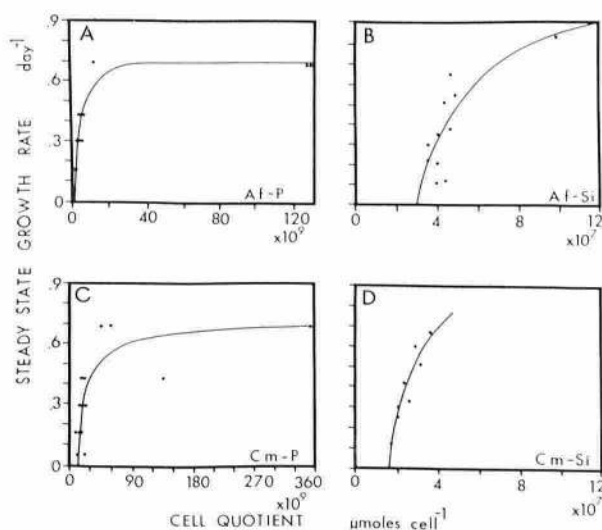 STEADY STATE GROWTH RATE day-1
A
.9
.6
.3
0
0 40 80 120
x10^9
Af-P
B
0 4 8 12
x10^7
Af-Si
C
.9
.6
.3
0
0 90 180 270 360
x10^9
Cm-P
D
0 4 8 12
x10^7
Cm-Si
CELL QUOTIENT μmoles cell-1